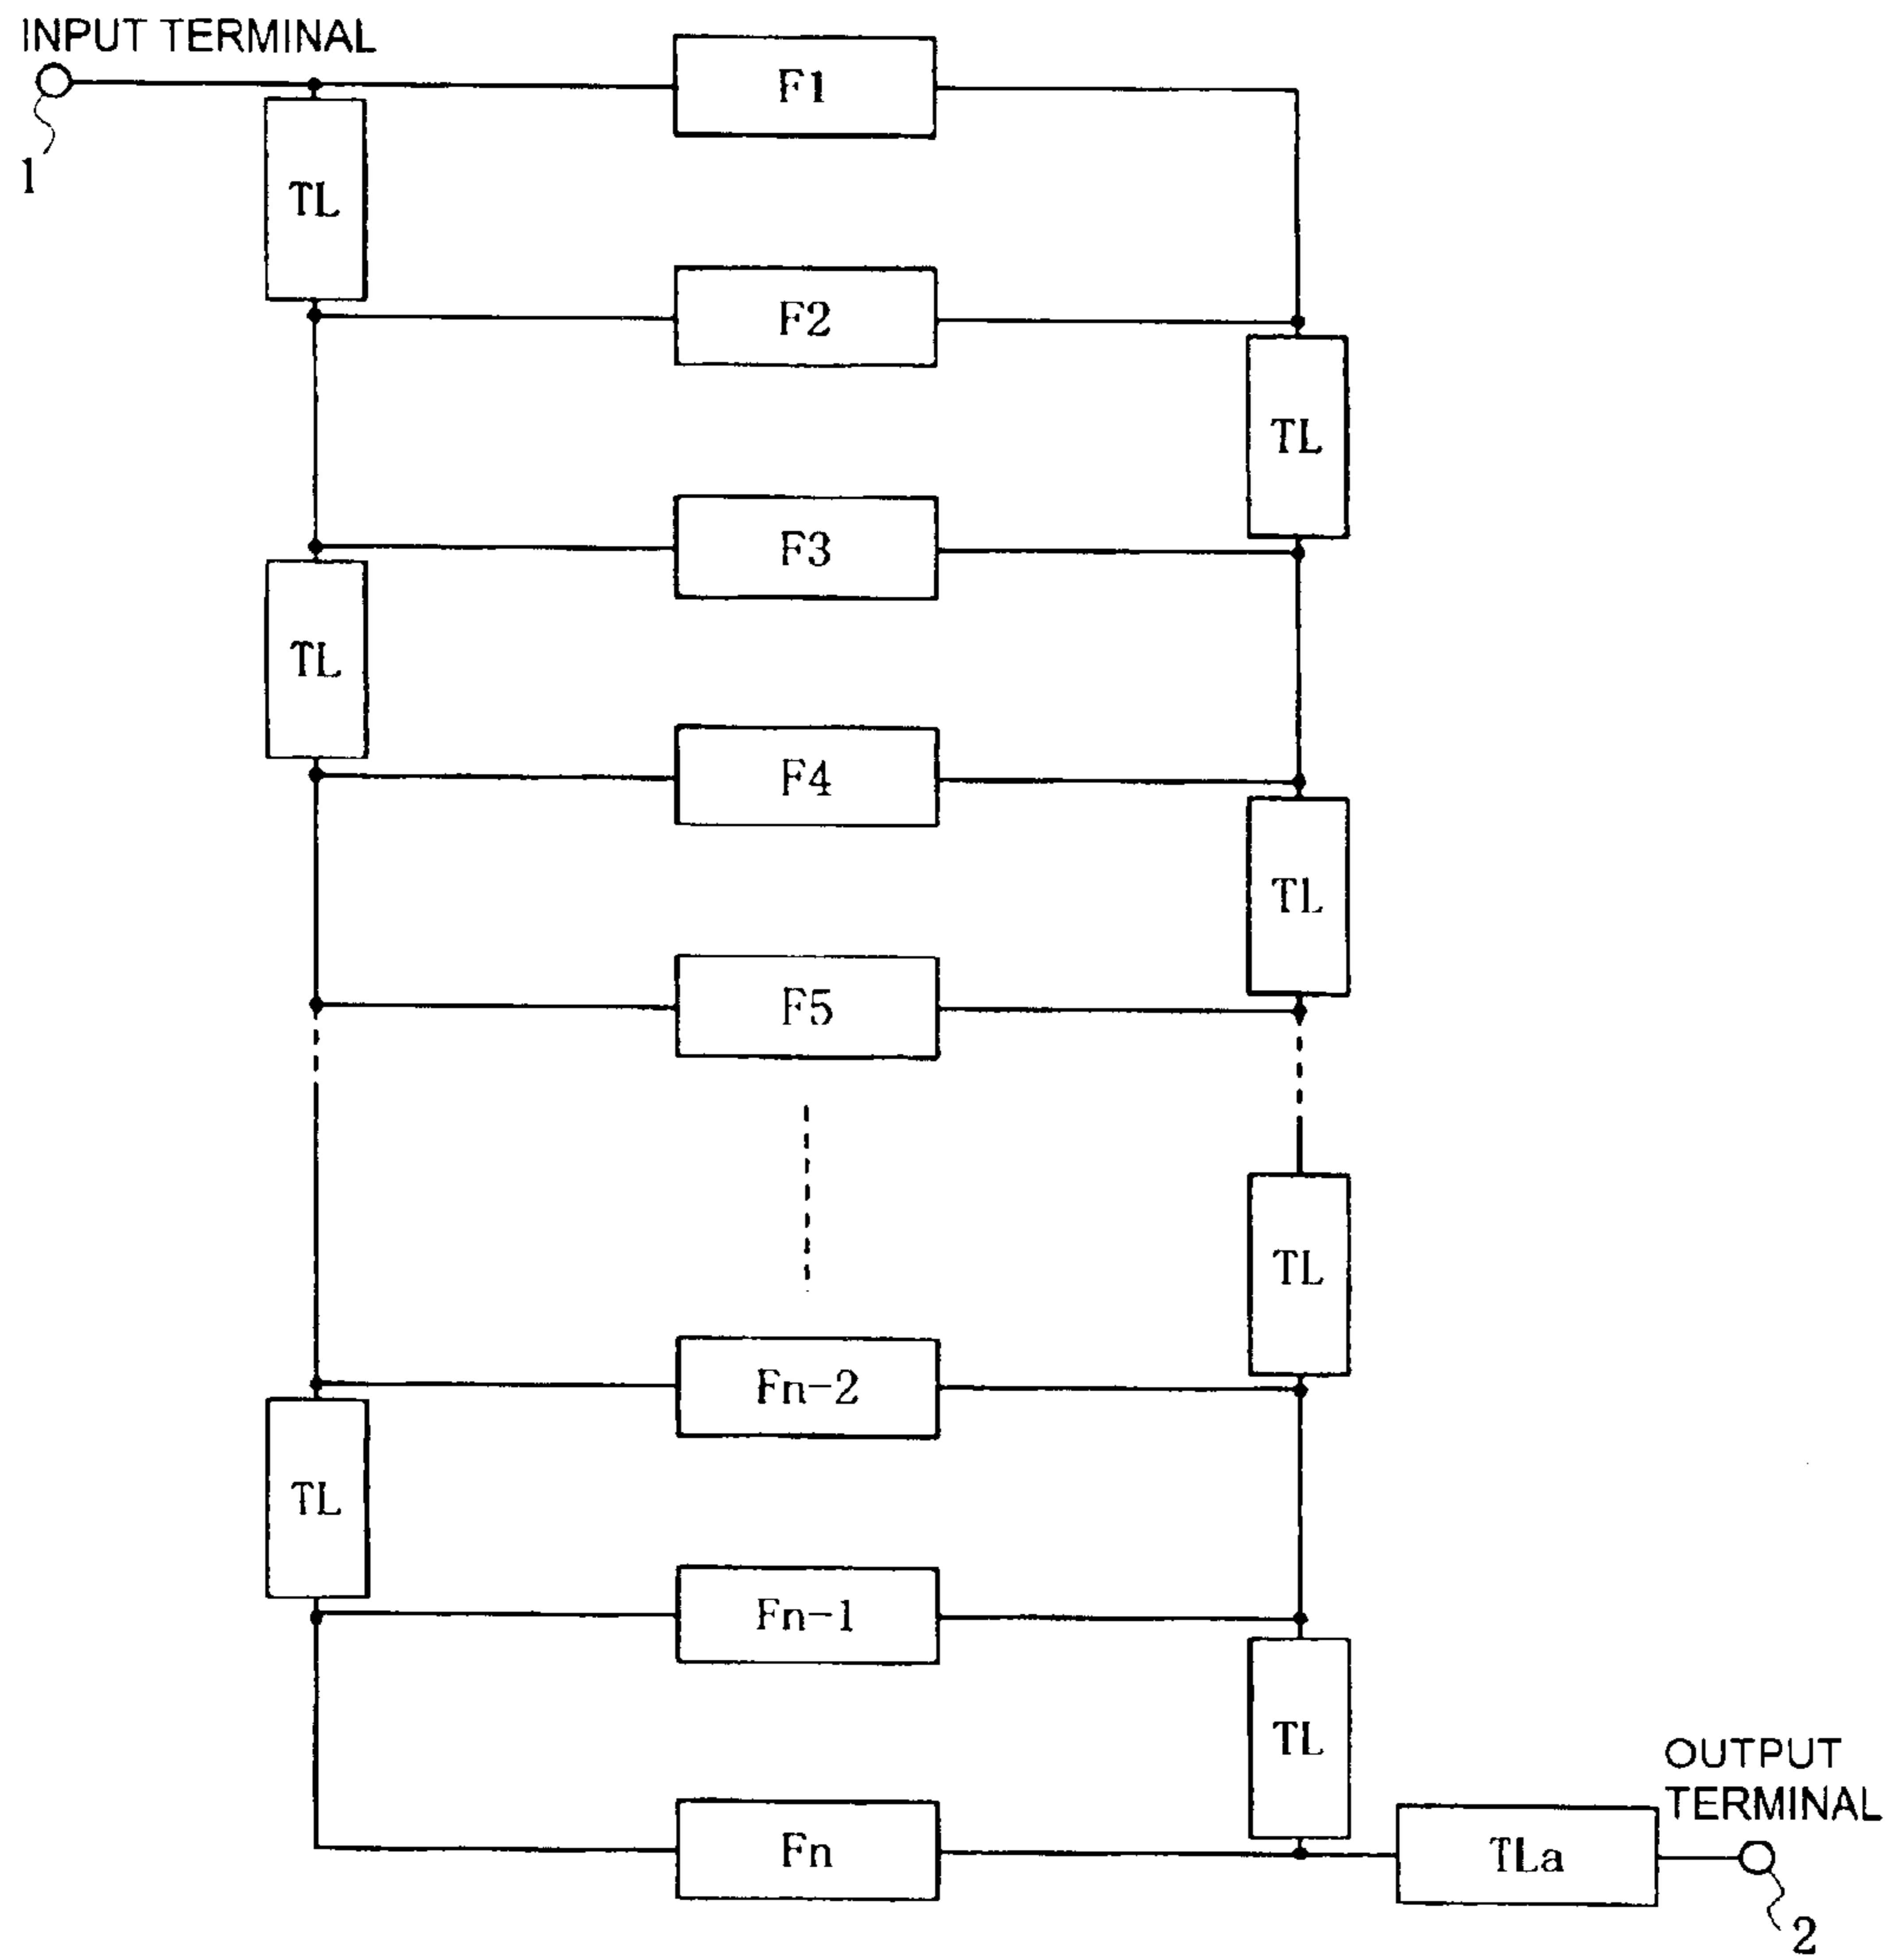 INPUT TERMINAL
1
F1
TL
F2
TL
F3
TL
F4
TL
F5
TL
Fn-2
TL
Fn-1
TL
OUTPUT
TERMINAL
Fn
TLa
2